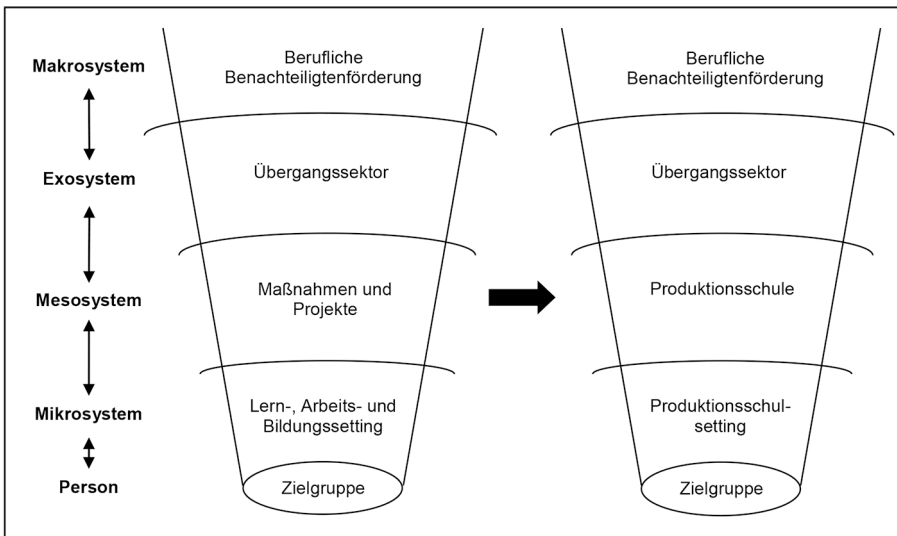 Makrosystem
Exosystem
Mesosystem
Mikrosystem
Person
Berufliche
Benachteiligtenförderung
Übergangssektor
Maßnahmen und
Projekte
Lern-, Arbeits- und
Bildungssetting
Zielgruppe
Berufliche
Benachteiligtenförderung
Übergangssektor
Produktionsschule
Produktionsschul-
setting
Zielgruppe